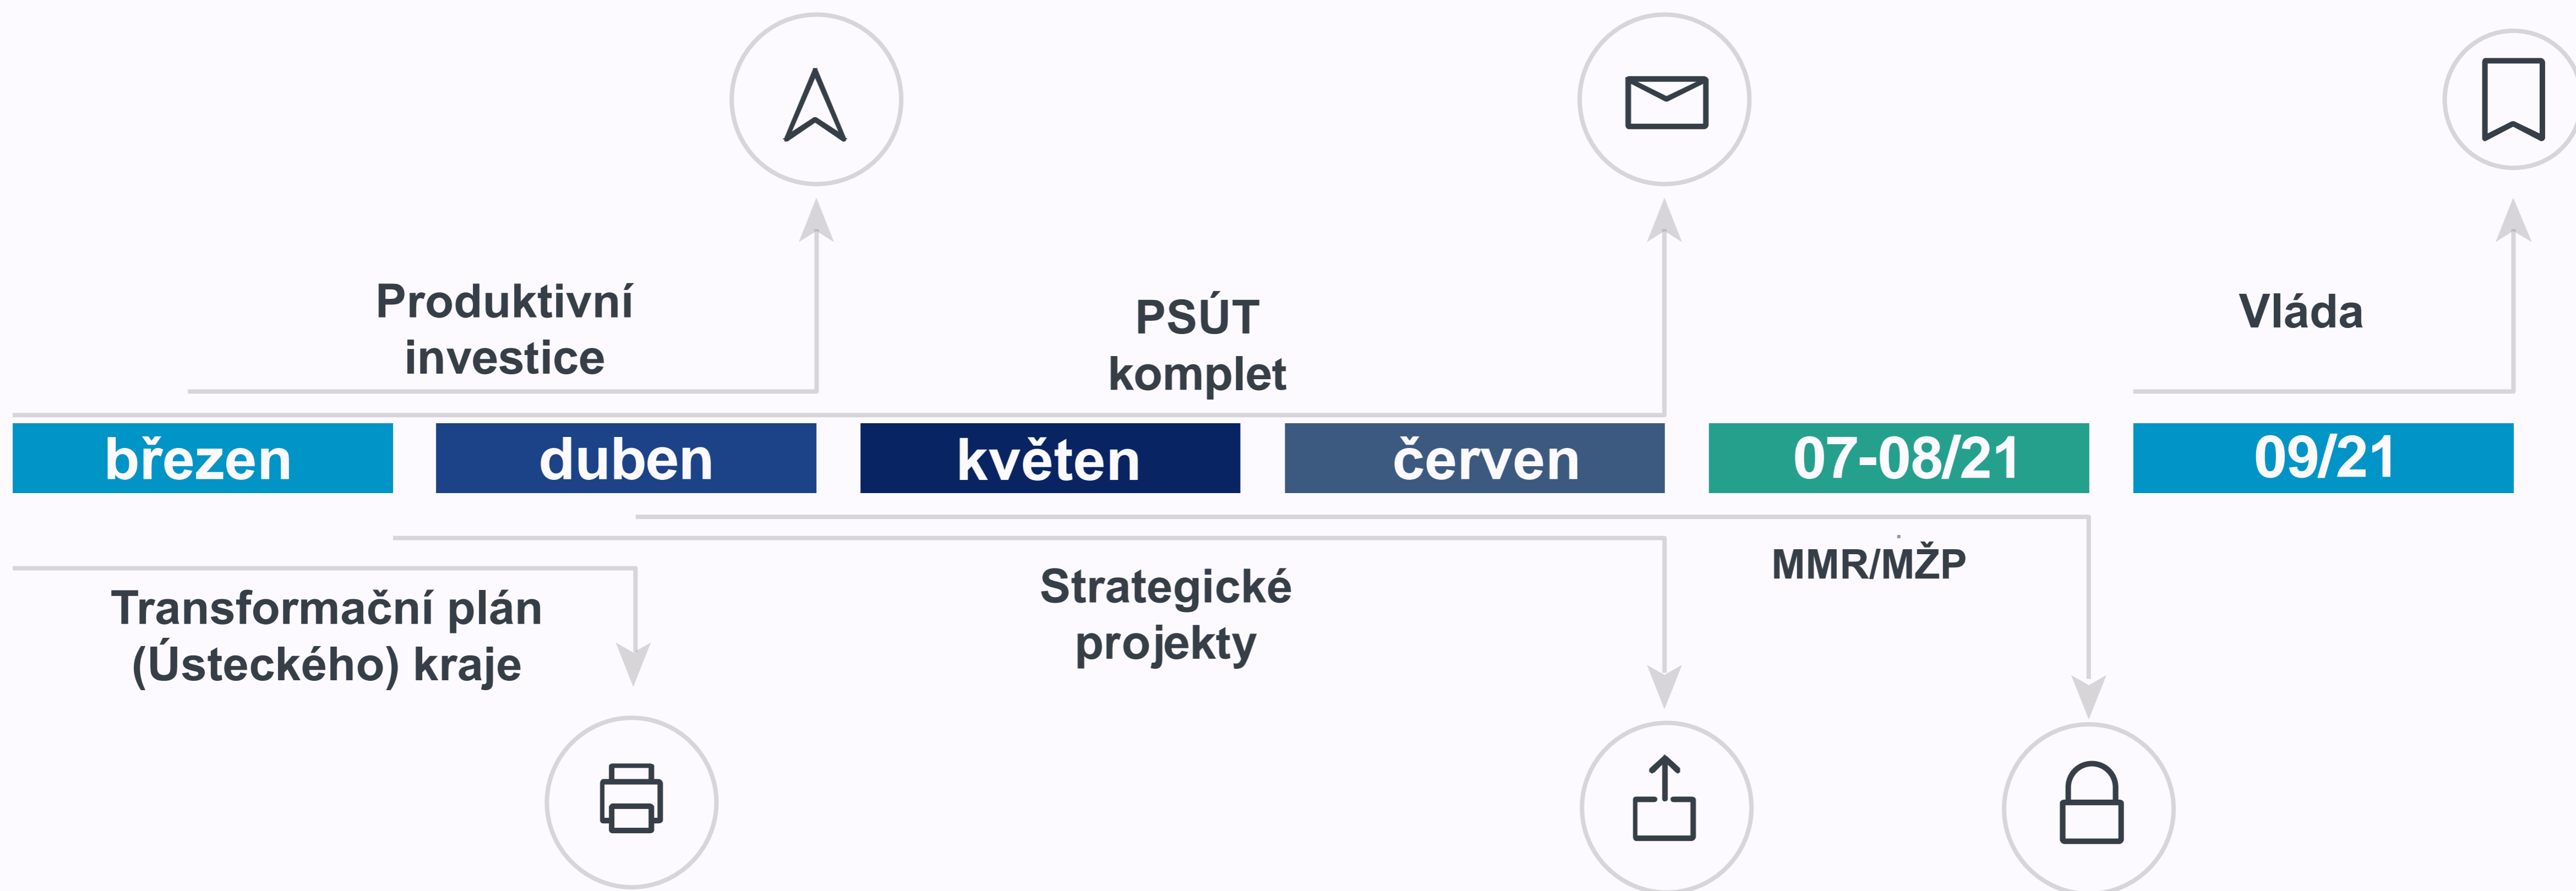 Produktivní
investice
PSÚT
komplet
Vláda
březen
duben
květen
červen
07-08/21
09/21
Transformační plán
(Ústeckého) kraje
Strategické
projekty
MMR/MŽP